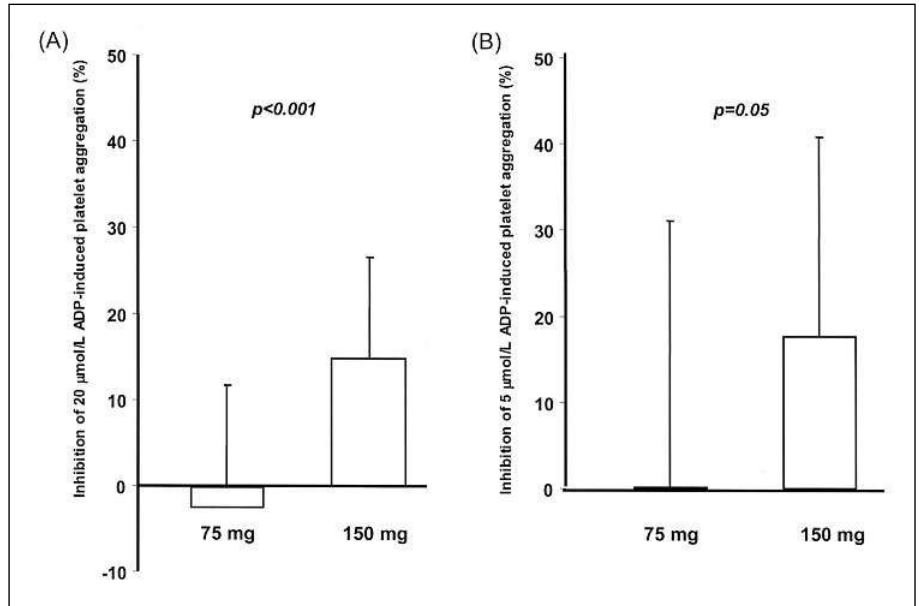 (A)
Inhibition of 20 µmol/L ADP-induced platelet aggregation (%)
50
40
30
20
10
0
-10
p<0.001
75 mg
150 mg
(B)
Inhibition of 5 µmol/L ADP-induced platelet aggregation (%)
50
40
30
20
10
0
p=0.05
75 mg
150 mg